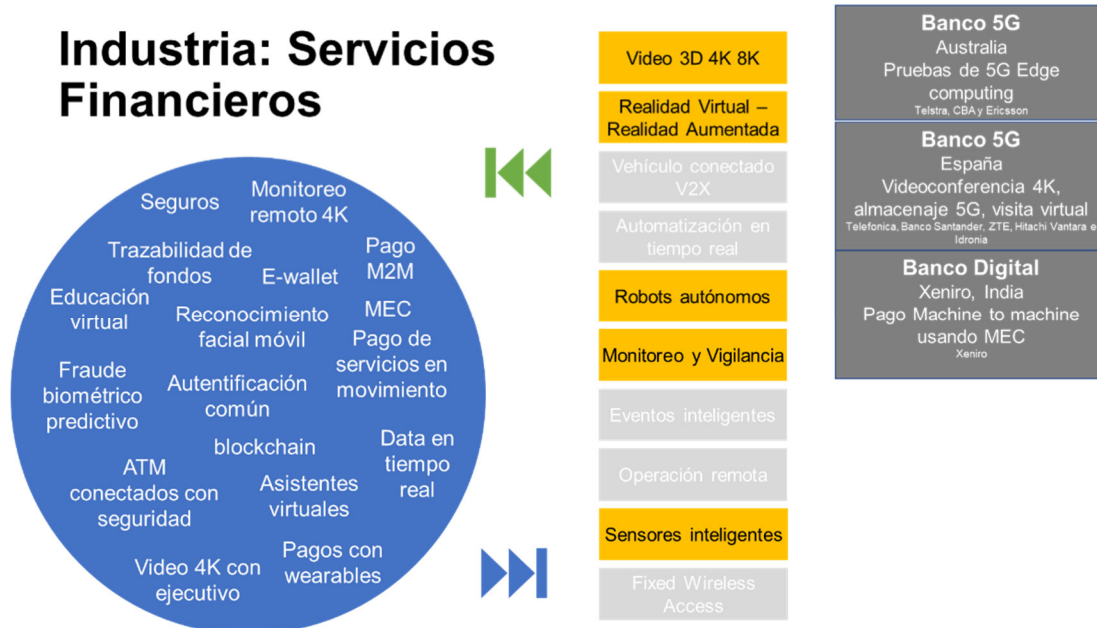 Industria: Servicios
Financieros
Seguros
Monitoreo
remoto 4K
Trazabilidad de
fondos
E-wallet
Pago
M2M
Educación
virtual
Reconocimiento
facial móvil
MEC
Pago de
servicios en
movimiento
Fraude
biométrico
predictivo
Autentificación
común
blockchain
Data en
tiempo
real
ATM
conectados con
seguridad
Asistentes
virtuales
Video 4K con
ejecutivo
Pagos con
wearables
Video 3D 4K 8K
Realidad Virtual –
Realidad Aumentada
Vehículo conectado
V2X
Automatización en
tiempo real
Robots autónomos
Monitoreo y Vigilancia
Eventos inteligentes
Operación remota
Sensores inteligentes
Fixed Wireless
Access
Banco 5G
Australia
Pruebas de 5G Edge
computing
Telstra, CBA y Ericsson
Banco 5G
España
Videoconferencia 4K,
almacenaje 5G, visita virtual
Telefonica, Banco Santander, ZTE, Hitachi Vantara e
Idronia
Banco Digital
Xeniro, India
Pago Machine to machine
usando MEC
Xeniro